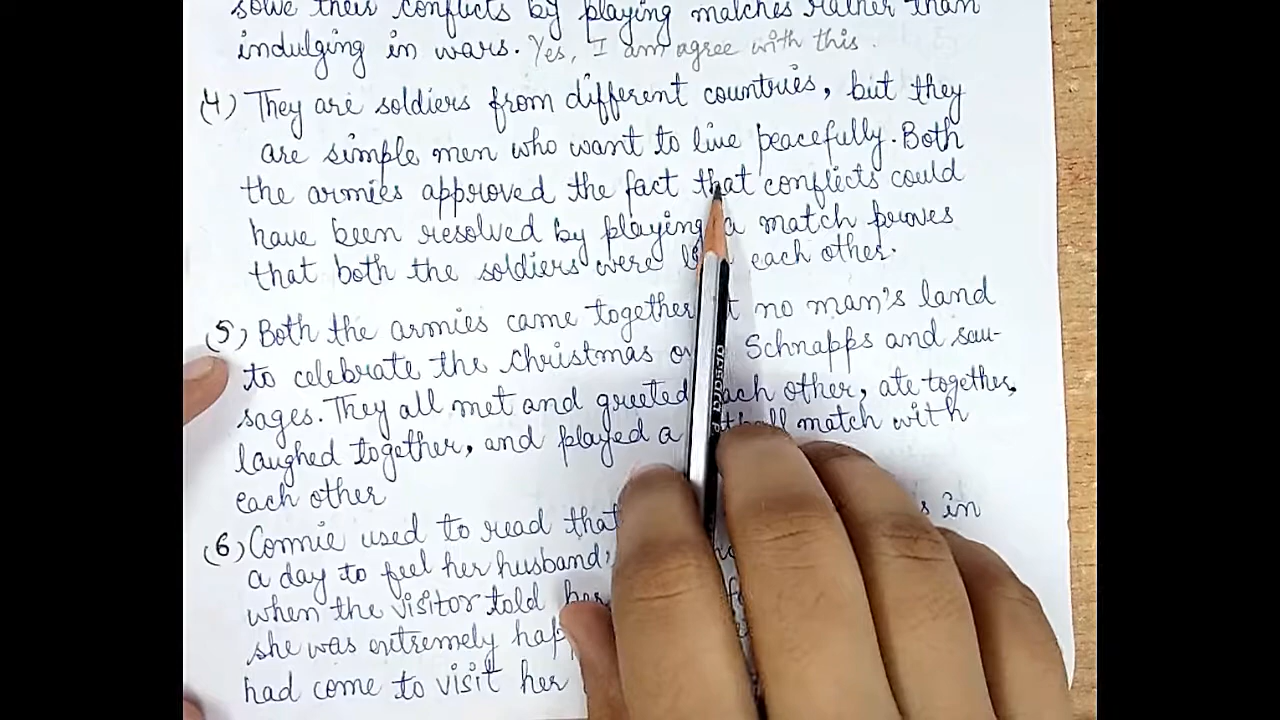 solve their conflicts by playing matches rather than
indulging in wars. Yes, I am agree with this.
(4) They are soldiers from different countries, but they
are simple men who want to live peacefully. Both
the armies approved the fact that conflicts could
have been resolved by playing a match proves
that both the soldiers were each other.
(5) Both the armies came together no man's land
to celebrate the Christmas Schnapps and sau-
sages. They all met and greeted each other, ate together,
laughed together, and played a match with
each other
(6) Connie used to read that in
a day to feel her husband
when the visitor told her
she was extremely
had come to visit her
APSARA